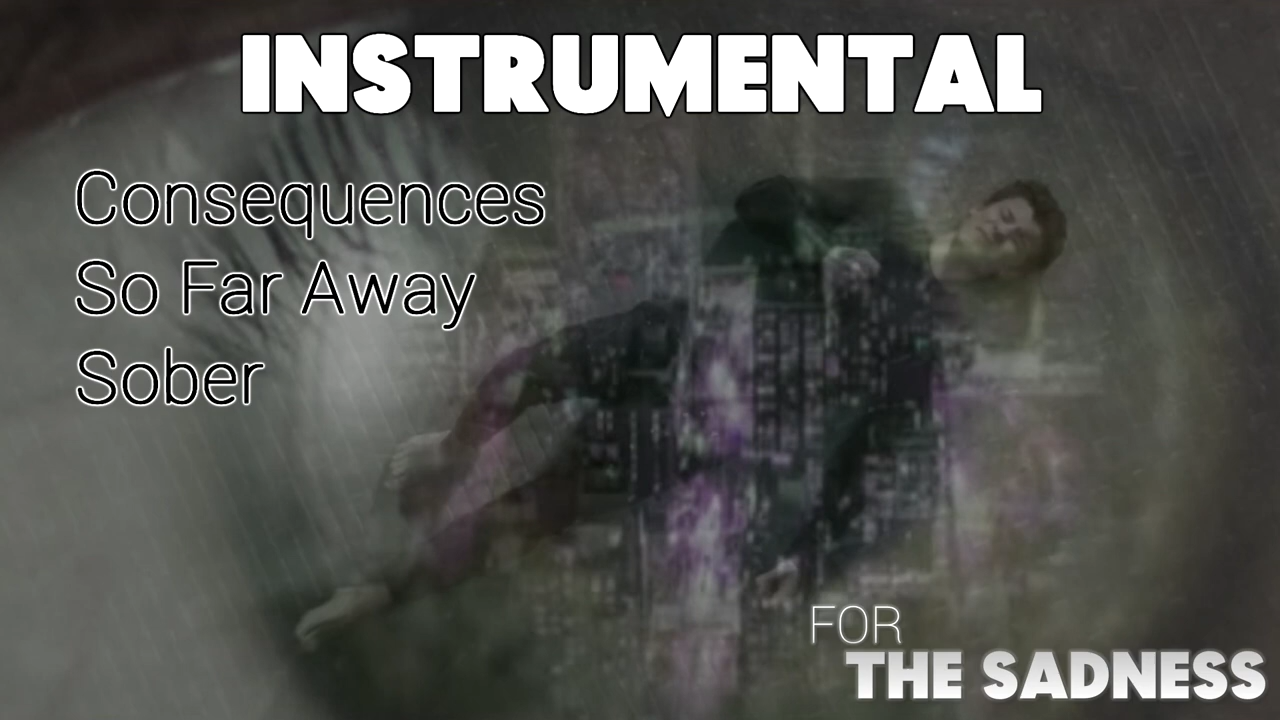 INSTRUMENTAL
Consequences
So Far Away
Sober
FOR
THE SADNESS